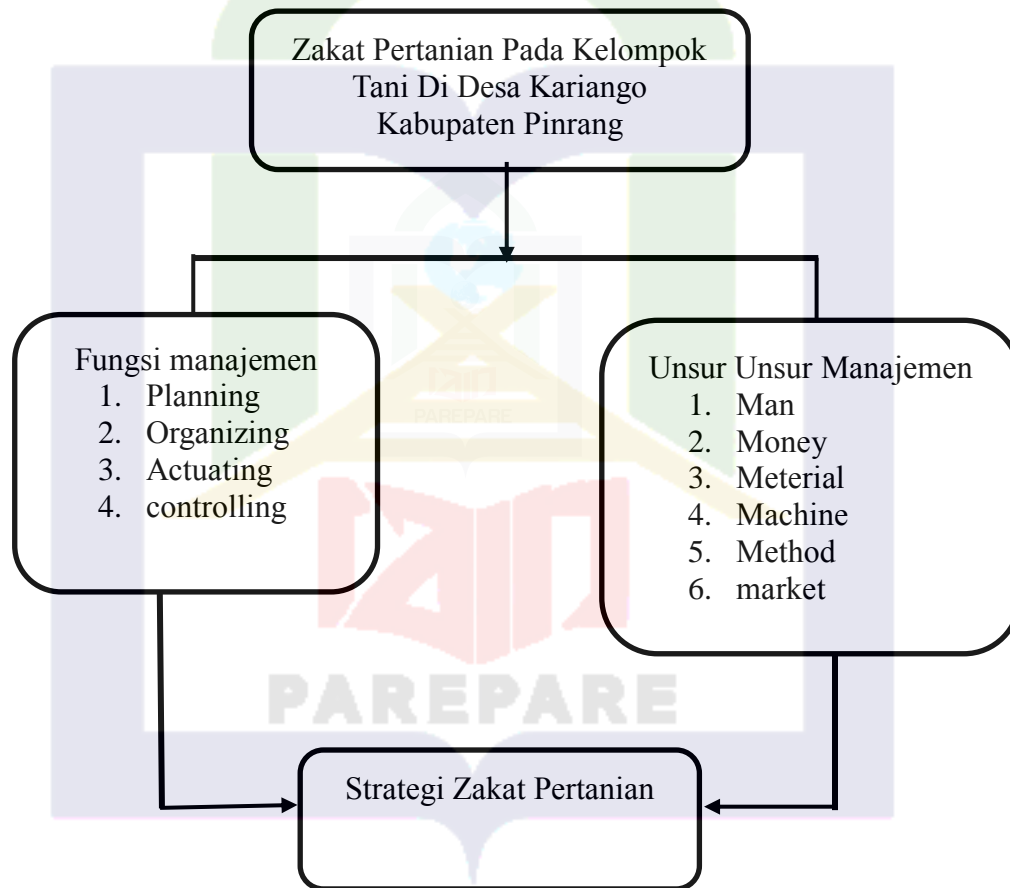 Zakat Pertanian Pada Kelompok
Tani Di Desa Kariango
Kabupaten Pinrang
Fungsi manajemen
1. Planning
2. Organizing
3. Actuating
4. controlling
Unsur Unsur Manajemen
1. Man
2. Money
3. Meterial
4. Machine
5. Method
6. market
PAREPARE
PAREPARE
Strategi Zakat Pertanian